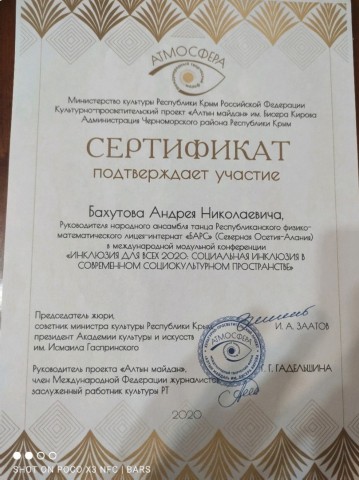 АТМОСФЕРА
Министерство культуры Республики Крым Российской Федерации
Культурно-просветительский проект «Алтын майдан» им. Бисера Кирова
Администрация Черноморского района Республики Крым
СЕРТИФИКАТ
подтверждает участие
Бахутова Андрея Николаевича,
Руководителя народного ансамбля танца Республиканского физико-
математического лицея-интернат «БАРС» (Северная Осетия-Алания)
в международной модульной конференции
«ИНКЛЮЗИЯ ДЛЯ ВСЕХ 2020: СОЦИАЛЬНАЯ ИНКЛЮЗИЯ В
СОВРЕМЕННОМ СОЦИОКУЛЬТУРНОМ ПРОСТРАНСТВЕ»
Председатель жюри,
советник министра культуры Республики Крым
президент Академии культуры и искусств
им. Исмаила Гаспринского
И. А. ЗААТОВ
АТМОСФЕРА
Руководитель проекта «Алтын майдан»,
член Международной Федерации журналистов
заслуженный работник культуры РТ
Г. ГАДЕЛЬШИНА
2020
SHOT ON POCO X3 NFC | BARS